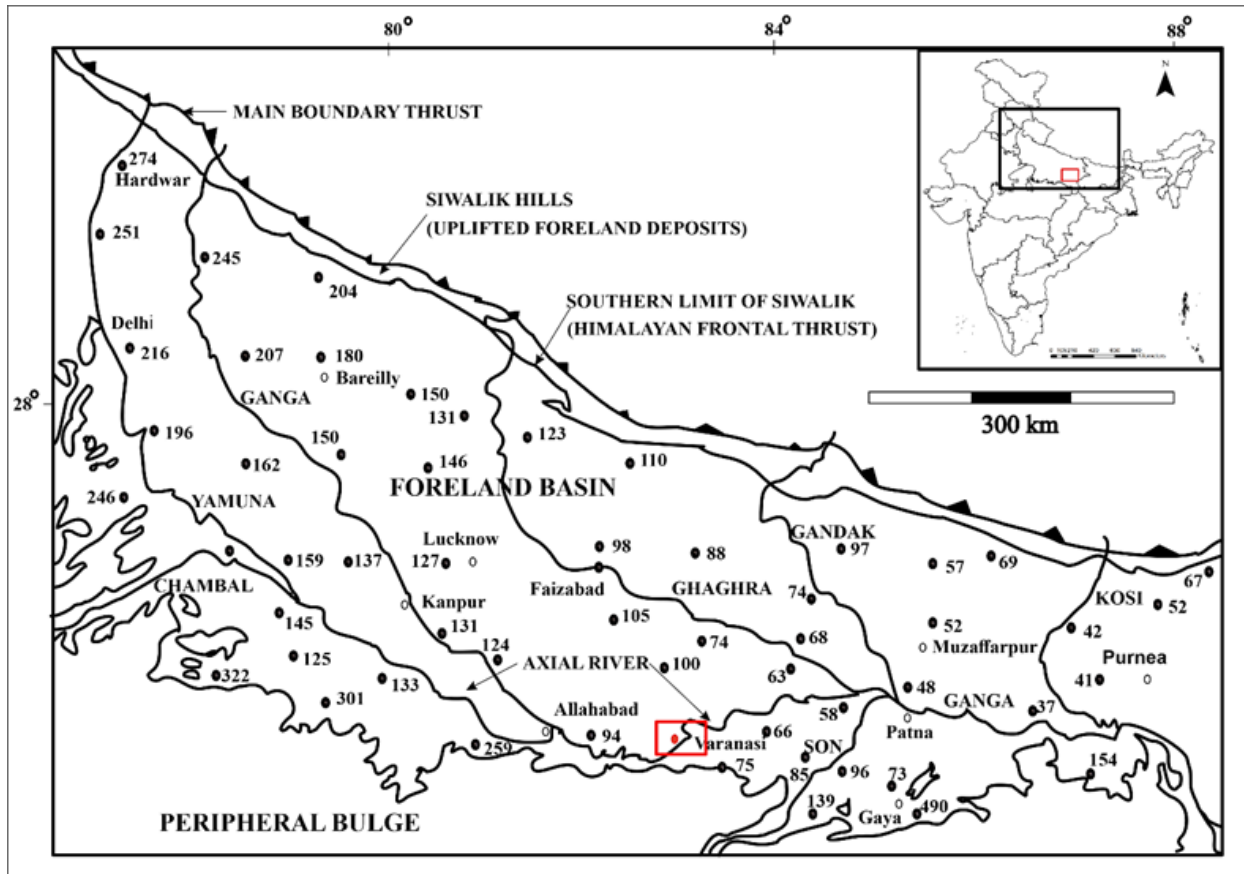 80°
84°
88°
N
MAIN BOUNDARY THRUST
274
Hardwar
SIWALIK HILLS
(UPLIFTED FORELAND DEPOSITS)
251
245
204
SOUTHERN LIMIT OF SIWALIK
(HIMALAYAN FRONTAL THRUST)
Delhi
216
207
180
Bareilly
GANGA
150
131
28°
300 km
196
150
123
162
146
110
FORELAND BASIN
246
YAMUNA
GANDAK
Lucknow
98
88
97
159
137
127
57
69
67
CHAMBAL
Faizabad
GHAGHRA
KOSI
Kanpur
74
52
145
131
105
52
42
125
124
74
68
Muzaffarpur
AXIAL RIVER
Purnea
322
133
100
63
41
301
48
GANGA
Allahabad
58
37
259
94
Varanasi
66
Patna
SON
75
85
96
73
154
139
Gaya
490
PERIPHERAL BULGE